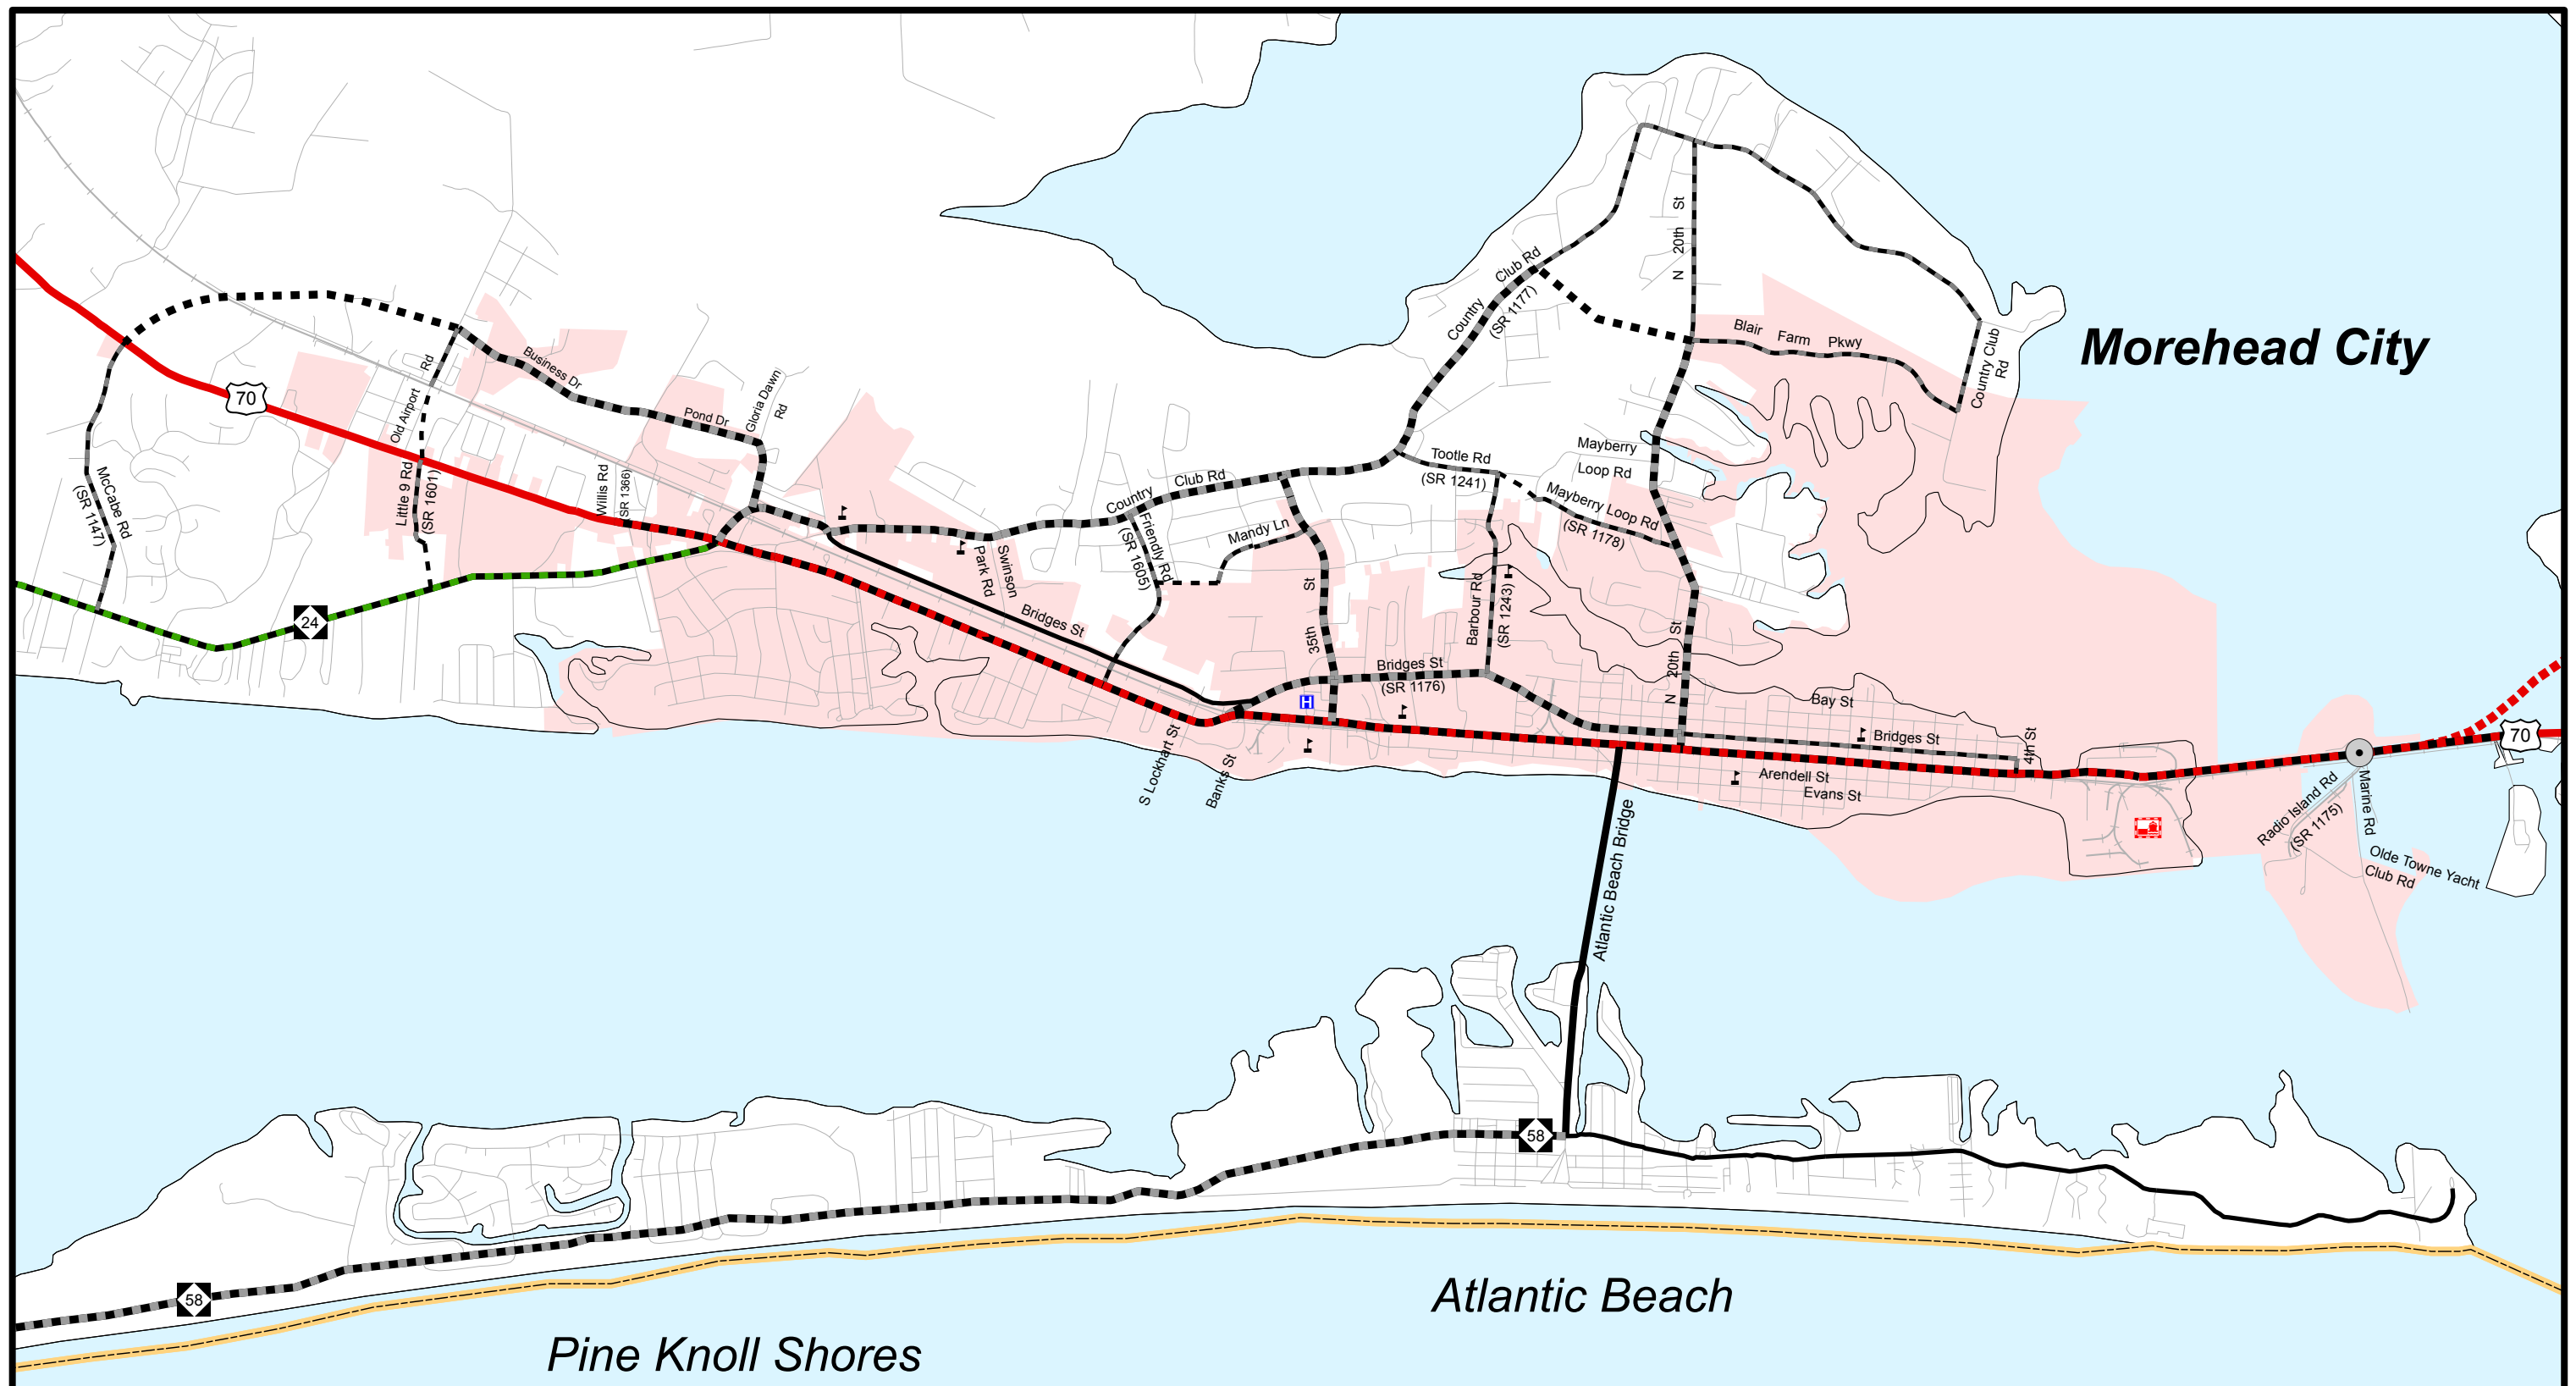 Morehead City
N 20th St
Country Club Rd
(SR 1177)
Blair Farm Pkwy
Country Club Rd
70
Old Airport Rd
Business Dr
Pond Dr
Gloria Dawn Rd
McCabe Rd
(SR 1147)
Little 9 Rd
(SR 1601)
Willis Rd
(SR 1366)
Country Club Rd
Tootle Rd
(SR 1241)
Mayberry Loop Rd
Mayberry Loop Rd
(SR 1178)
Friendly Rd
(SR 1605)
Mandy Ln
Park Rd
Swinson
24
Bridges St
35th St
Barbour Rd
(SR 1243)
N 20th St
Bridges St
(SR 1176)
H
Bay St
Bridges St
4th St
70
S Lockhart St
Banks St
Arendell St
Evans St
Radio Island Rd
(SR 1175)
Marine Rd
Olde Towne Yacht Club Rd
Atlantic Beach Bridge
58
58
Atlantic Beach
Pine Knoll Shores